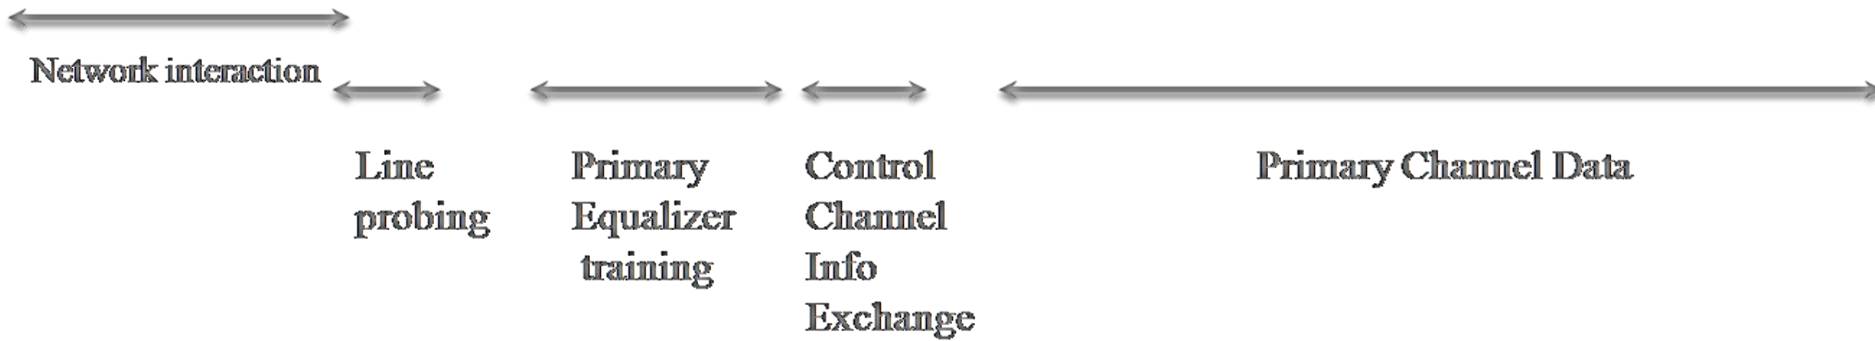 Network interaction
Line
probing
Primary
Equalizer
training
Control
Channel
Info
Exchange
Primary Channel Data